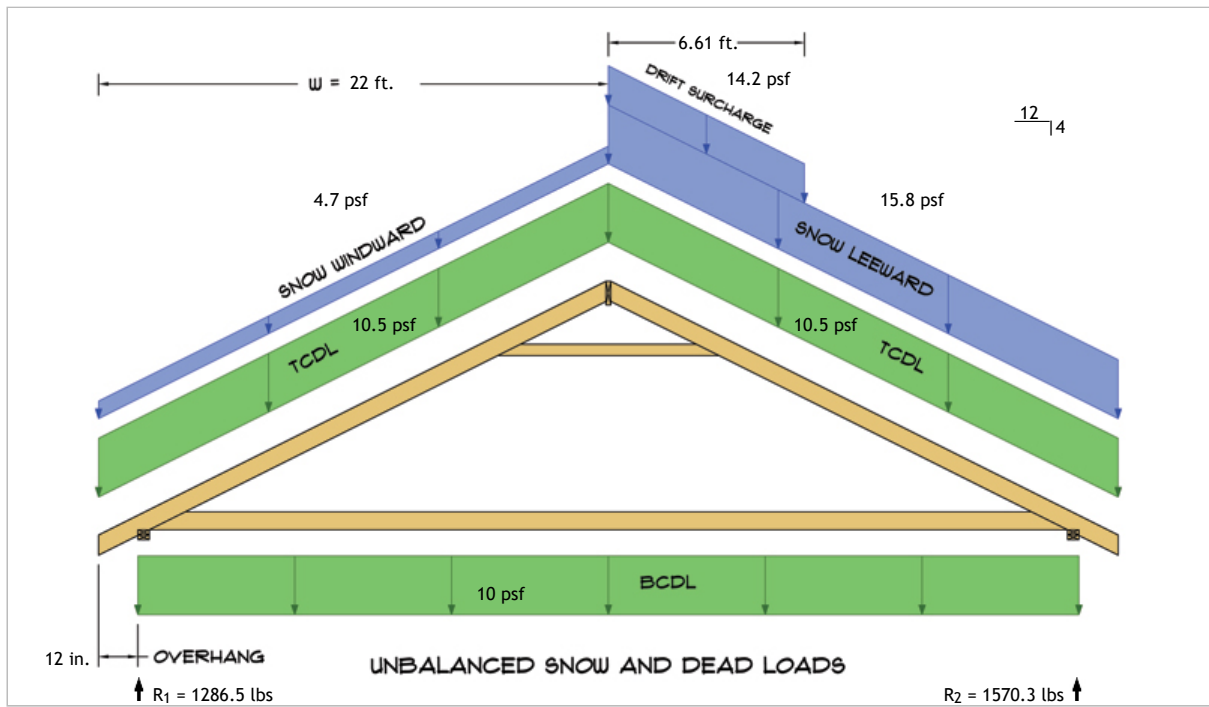 6.61 ft.
W = 22 ft.
DRIFT SURCHARGE
14.2 psf
12
4
4.7 psf
15.8 psf
SNOW WINDWARD
SNOW LEEWARD
10.5 psf
10.5 psf
TCDL
TCDL
10 psf
BCDL
12 in.
OVERHANG
UNBALANCED SNOW AND DEAD LOADS
R1 = 1286.5 lbs
R2 = 1570.3 lbs